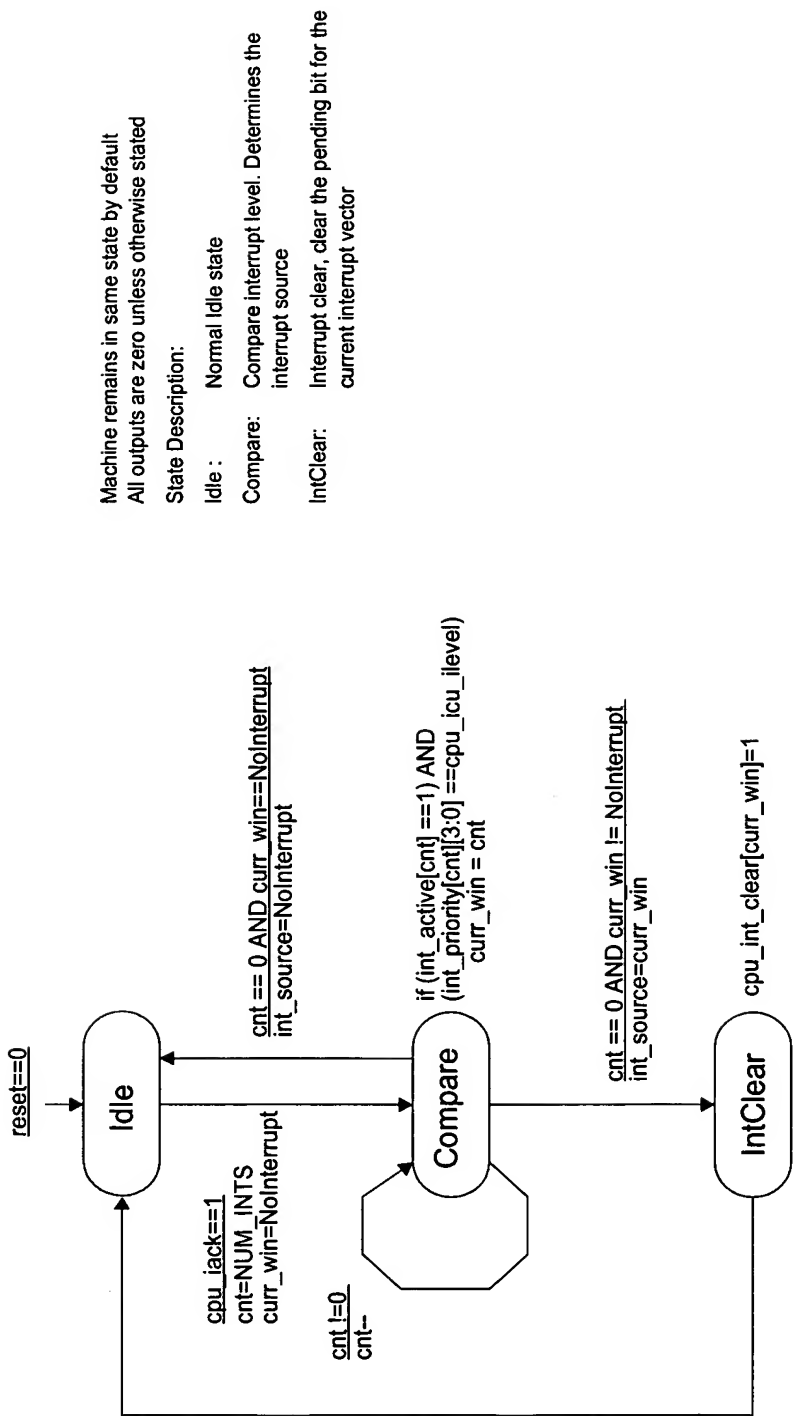 reset==0
Idle
cpu_iack==1
cnt=NUM_INTS
curr_win=NoInterrupt
cnt == 0 AND curr_win==NoInterrupt
int_source=NoInterrupt
cnt !=0
cnt--
Compare
if (int_active[cnt] ==1) AND
(int_priority[cnt][3:0] ==cpu_icu_ilevel)
curr_win = cnt
cnt == 0 AND curr_win != NoInterrupt
int_source=curr_win
IntClear
cpu_int_clear[curr_win]=1
Machine remains in same state by default
All outputs are zero unless otherwise stated
State Description:
Idle : Normal Idle state
Compare: Compare interrupt level. Determines the
interrupt source
IntClear: Interrupt clear, clear the pending bit for the
current interrupt vector